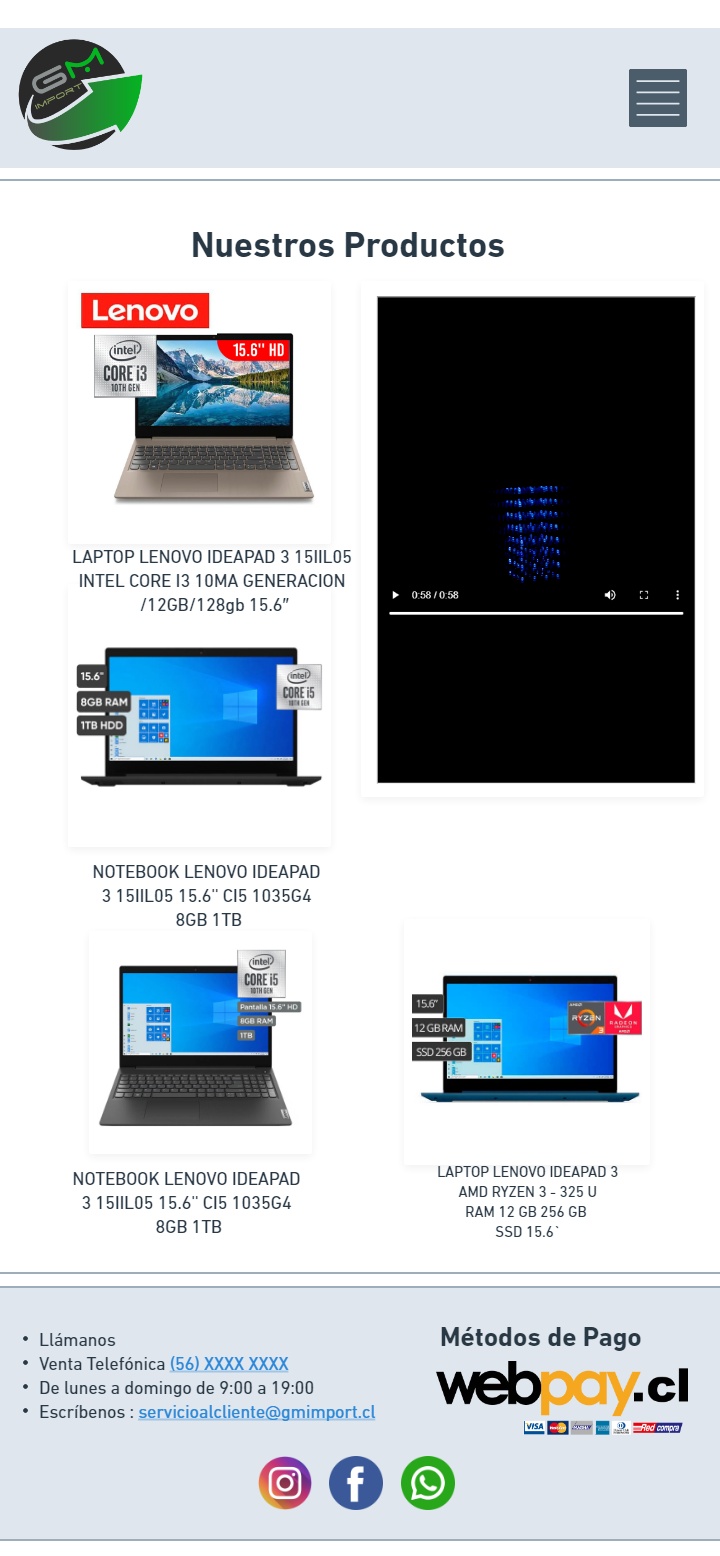 GM
IMPORT
Nuestros Productos
Lenovo
15.6" HD
intel
CORE i3
10TH GEN
LAPTOP LENOVO IDEAPAD 3 15IIL05
INTEL CORE I3 10MA GENERACION
/12GB/128gb 15.6″
0:58 / 0:58
15.6"
8GB RAM
1TB HDD
intel
CORE i5
10TH GEN
NOTEBOOK LENOVO IDEAPAD
3 15IIL05 15.6'' CI5 1035G4
8GB 1TB
intel
CORE i5
10TH GEN
Pantalla 15.6" HD
8GB RAM
1TB
NOTEBOOK LENOVO IDEAPAD
3 15IIL05 15.6'' CI5 1035G4
8GB 1TB
15.6”
12 GB RAM
SSD 256 GB
AMD
RYZEN
3
RADEON
GRAPHICS
AMD
LAPTOP LENOVO IDEAPAD 3
AMD RYZEN 3 - 325 U
RAM 12 GB 256 GB
SSD 15.6`
• Llámanos
• Venta Telefónica (56) XXXX XXXX
• De lunes a domingo de 9:00 a 19:00
• Escríbenos : servicioalcliente@gmimport.cl
Métodos de Pago
webpay.cl
VISA
Red compra